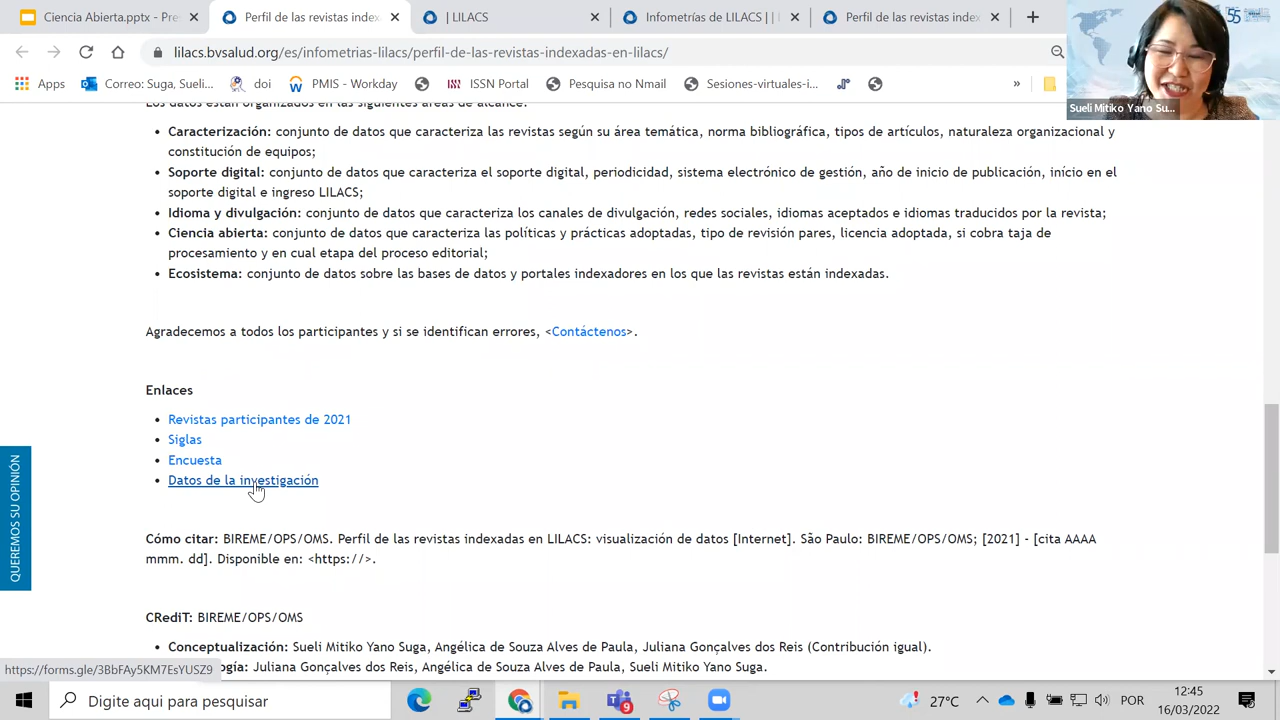 Ciencia Abierta.pptx - Pre
Perfil de las revistas index
| LILACS
Infometrías de LILACS | |
Perfil de las revistas index
lilacs.bvsalud.org/es/infometrias-lilacs/perfil-de-las-revistas-indexadas-en-lilacs/
Apps
Correo: Suga, Sueli...
doi
PMIS - Workday
ISSN Portal
Pesquisa no Nmail
Sesiones-virtuales-i...
»
55
Sueli Mitiko Yano Su...
Los datos están organizados en las siguientes áreas de alcance:
• Caracterización: conjunto de datos que caracteriza las revistas según su área temática, norma bibliográfica, tipos de artículos, naturaleza organizacional y
constitución de equipos;
• Soporte digital: conjunto de datos que caracteriza el soporte digital, periodicidad, sistema electrónico de gestión, año de inicio de publicación, início en el
soporte digital e ingreso LILACS;
• Idioma y divulgación: conjunto de datos que caracteriza los canales de divulgación, redes sociales, idiomas aceptados e idiomas traducidos por la revista;
• Ciencia abierta: conjunto de datos que caracteriza las políticas y prácticas adoptadas, tipo de revisión pares, licencia adoptada, si cobra taja de
procesamiento y en cual etapa del proceso editorial;
• Ecosistema: conjunto de datos sobre las bases de datos y portales indexadores en los que las revistas están indexadas.
Agradecemos a todos los participantes y si se identifican errores, <Contáctenos>.
Enlaces
• Revistas participantes de 2021
• Siglas
• Encuesta
• Datos de la investigación
QUEREMOS SU OPINIÓN
Cómo citar: BIREME/OPS/OMS. Perfil de las revistas indexadas en LILACS: visualización de datos [Internet]. São Paulo: BIREME/OPS/OMS; [2021] - [cita AAAA
mmm. dd]. Disponible en: <https://>.
CRediT: BIREME/OPS/OMS
• Conceptualización: Sueli Mitiko Yano Suga, Angélica de Souza Alves de Paula, Juliana Gonçalves dos Reis (Contribución igual).
ogía: Juliana Gonçalves dos Reis, Angélica de Souza Alves de Paula, Sueli Mitiko Yano Suga.
https://forms.gle/3BbFAy5KM7EsYUSZ9
Digite aqui para pesquisar
9
27°C
POR
12:45
16/03/2022